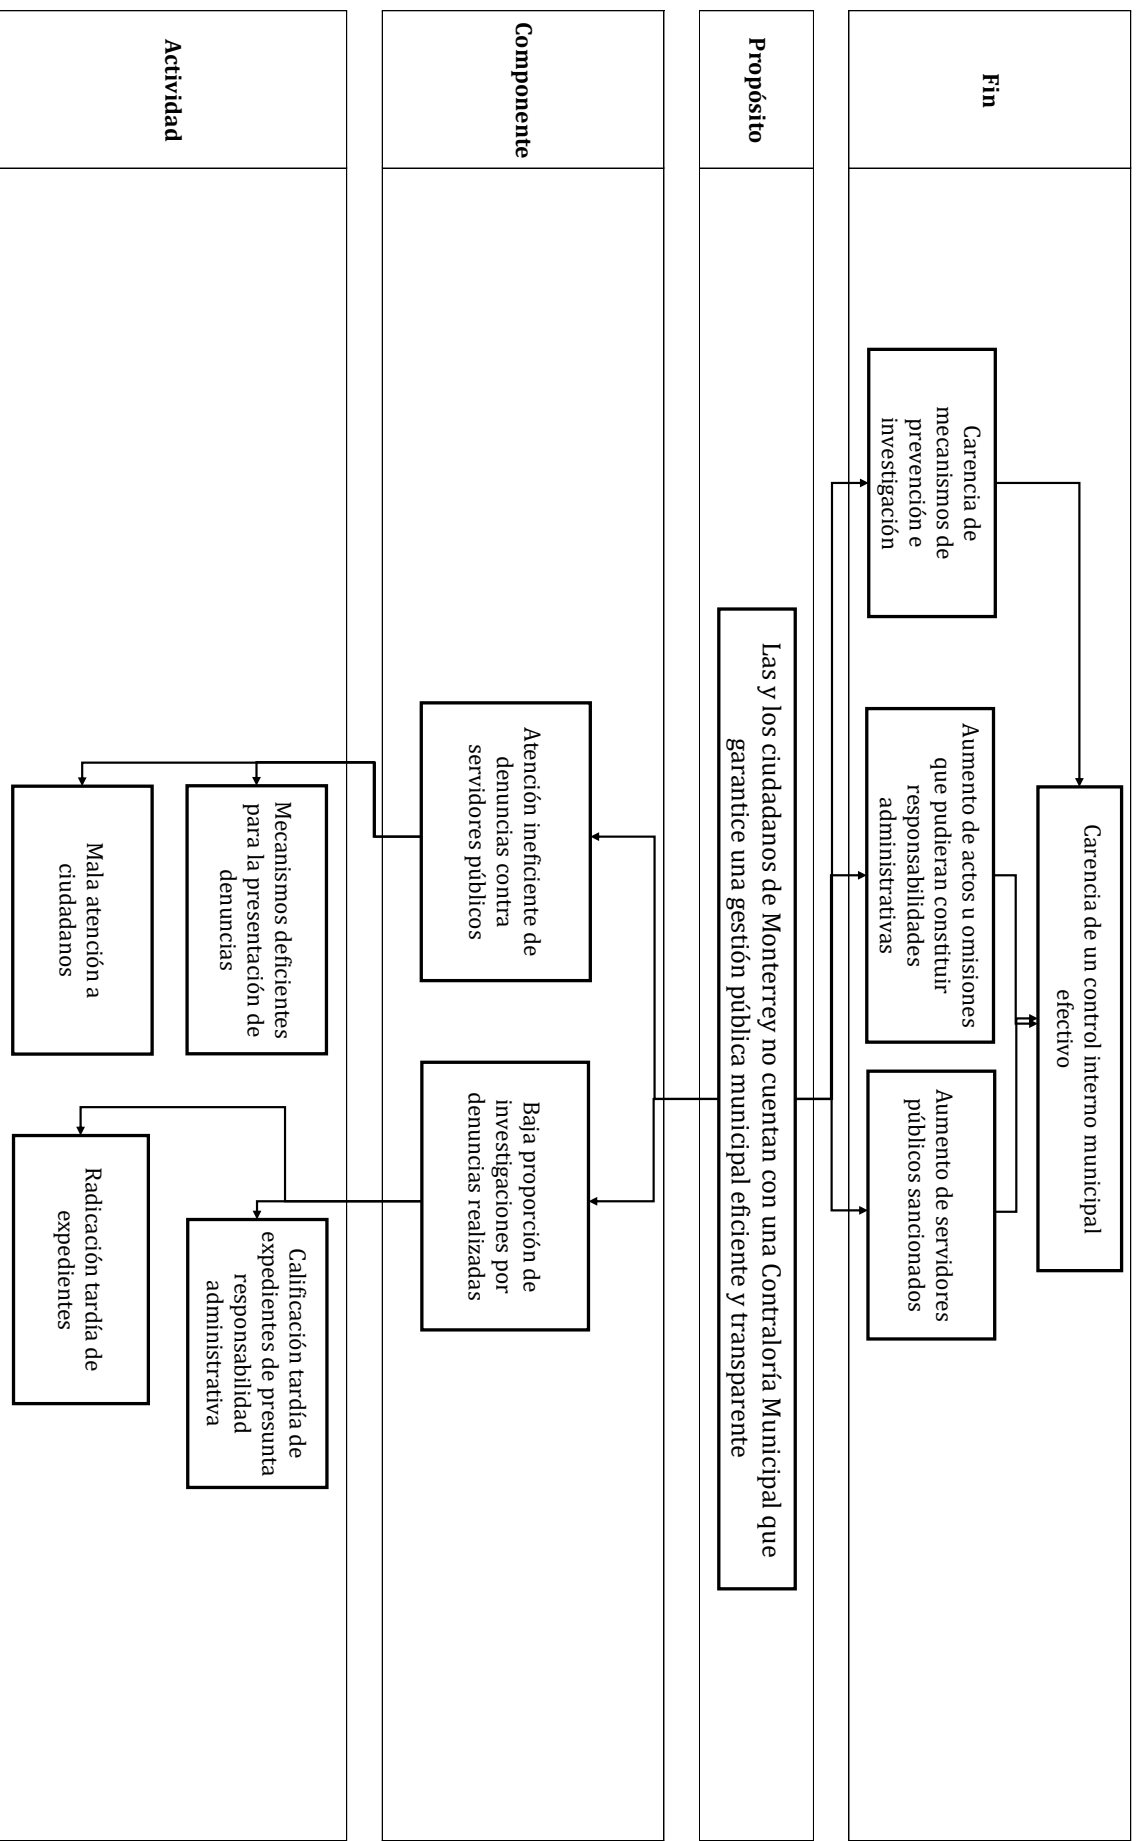 Fin
Carencia de un control interno municipal
efectivo
Carencia de
mecanismos de
prevención e
investigación
Aumento de actos u omisiones
que pudieran constituir
responsabilidades
administrativas
Aumento de servidores
públicos sancionados
Propósito
Las y los ciudadanos de Monterrey no cuentan con una Contraloría Municipal que
garantice una gestión pública municipal eficiente y transparente
Componente
Atención ineficiente de
denuncias contra
servidores públicos
Baja proporción de
investigaciones por
denuncias realizadas
Actividad
Mecanismos deficientes
para la presentación de
denuncias
Calificación tardía de
expedientes de presunta
responsabilidad
administrativa
Mala atención a
ciudadanos
Radicación tardía de
expedientes